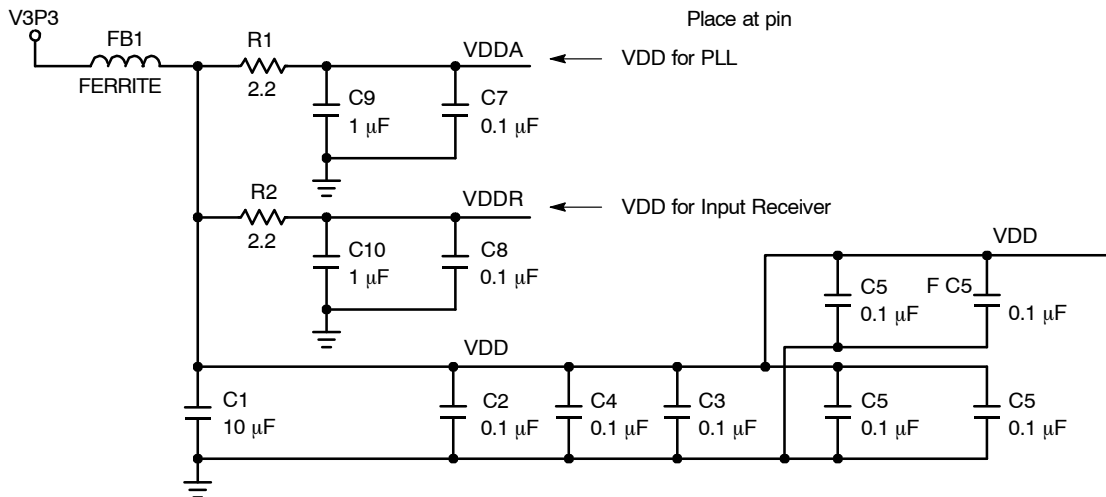 V3P3
Place at pin
FB1
R1
VDDA
VDD for PLL
FERRITE
2.2
C9
1 μF
C7
0.1 μF
R2
VDDR
VDD for Input Receiver
2.2
C10
1 μF
C8
0.1 μF
VDD
C5
0.1 μF
F C5
0.1 μF
VDD
C1
10 μF
C2
0.1 μF
C4
0.1 μF
C3
0.1 μF
C5
0.1 μF
C5
0.1 μF